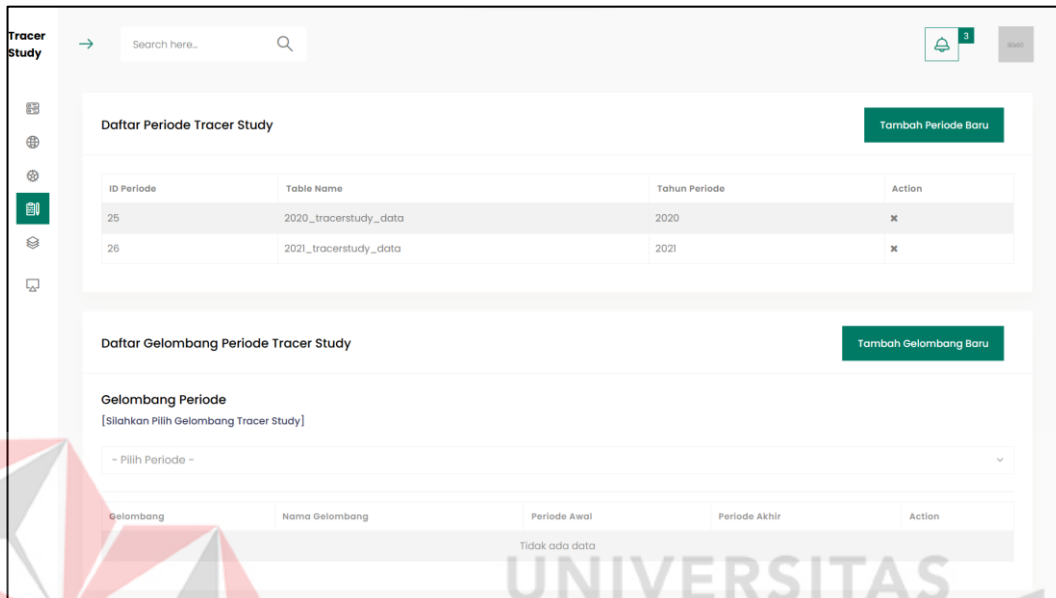 Tracer
Study
Search here...
3
Daftar Periode Tracer Study
Tambah Periode Baru
ID Periode Table Name Tahun Periode Action
25 2020_tracerstudy_data 2020 ×
26 2021_tracerstudy_data 2021 ×
Daftar Gelombang Periode Tracer Study
Tambah Gelombang Baru
Gelombang Periode
[Silahkan Pilih Gelombang Tracer Study]
- Pilih Periode -
Gelombang Nama Gelombang Periode Awal Periode Akhir Action
Tidak ada data
UNIVERSITAS